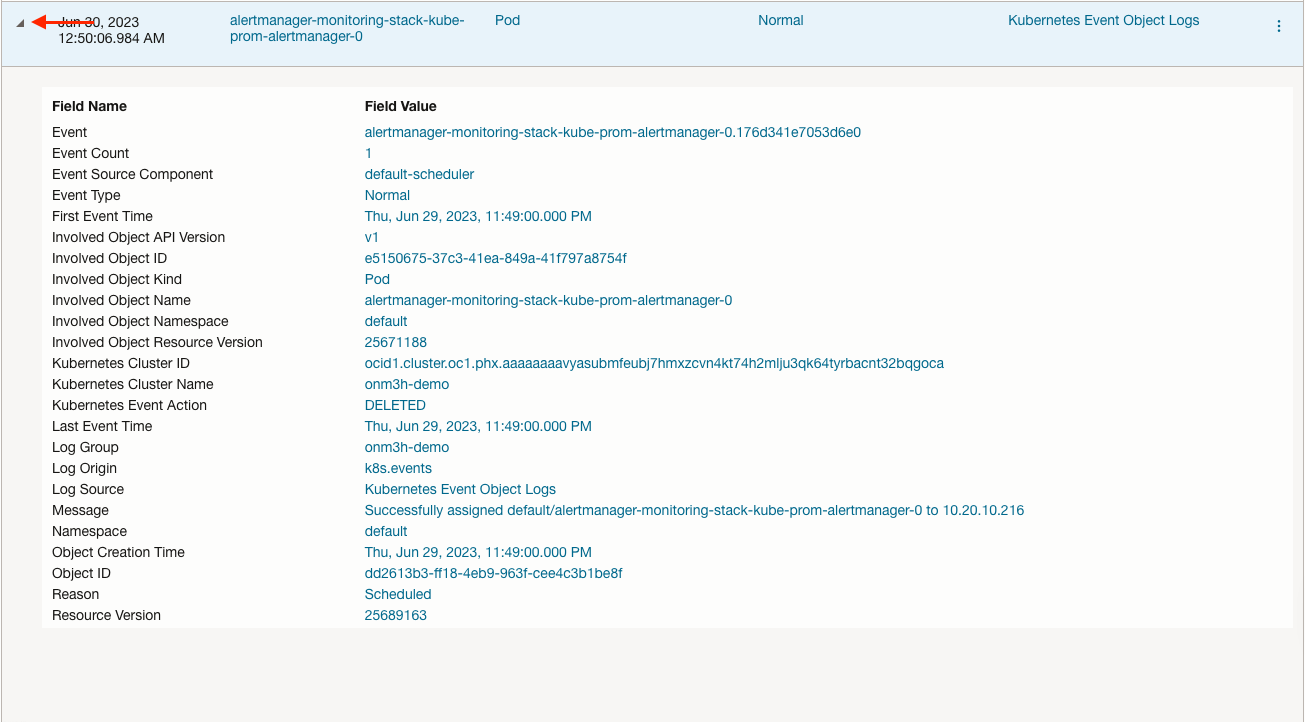 Jun 30, 2023
12:50:06.984 AM
alertmanager-monitoring-stack-kube-
prom-alertmanager-0
Pod
Normal
Kubernetes Event Object Logs
Field Name Field Value
Event alertmanager-monitoring-stack-kube-prom-alertmanager-0.176d341e7053d6e0
Event Count 1
Event Source Component default-scheduler
Event Type Normal
First Event Time Thu, Jun 29, 2023, 11:49:00.000 PM
Involved Object API Version v1
Involved Object ID e5150675-37c3-41ea-849a-41f797a8754f
Involved Object Kind Pod
Involved Object Name alertmanager-monitoring-stack-kube-prom-alertmanager-0
Involved Object Namespace default
Involved Object Resource Version 25671188
Kubernetes Cluster ID ocid1.cluster.oc1.phx.aaaaaaaavyasubmfeubj7hmxzcvn4kt74h2mlju3qk64tyrbacnt32bqgoca
Kubernetes Cluster Name onm3h-demo
Kubernetes Event Action DELETED
Last Event Time Thu, Jun 29, 2023, 11:49:00.000 PM
Log Group onm3h-demo
Log Origin k8s.events
Log Source Kubernetes Event Object Logs
Message Successfully assigned default/alertmanager-monitoring-stack-kube-prom-alertmanager-0 to 10.20.10.216
Namespace default
Object Creation Time Thu, Jun 29, 2023, 11:49:00.000 PM
Object ID dd2613b3-ff18-4eb9-963f-cee4c3b1be8f
Reason Scheduled
Resource Version 25689163